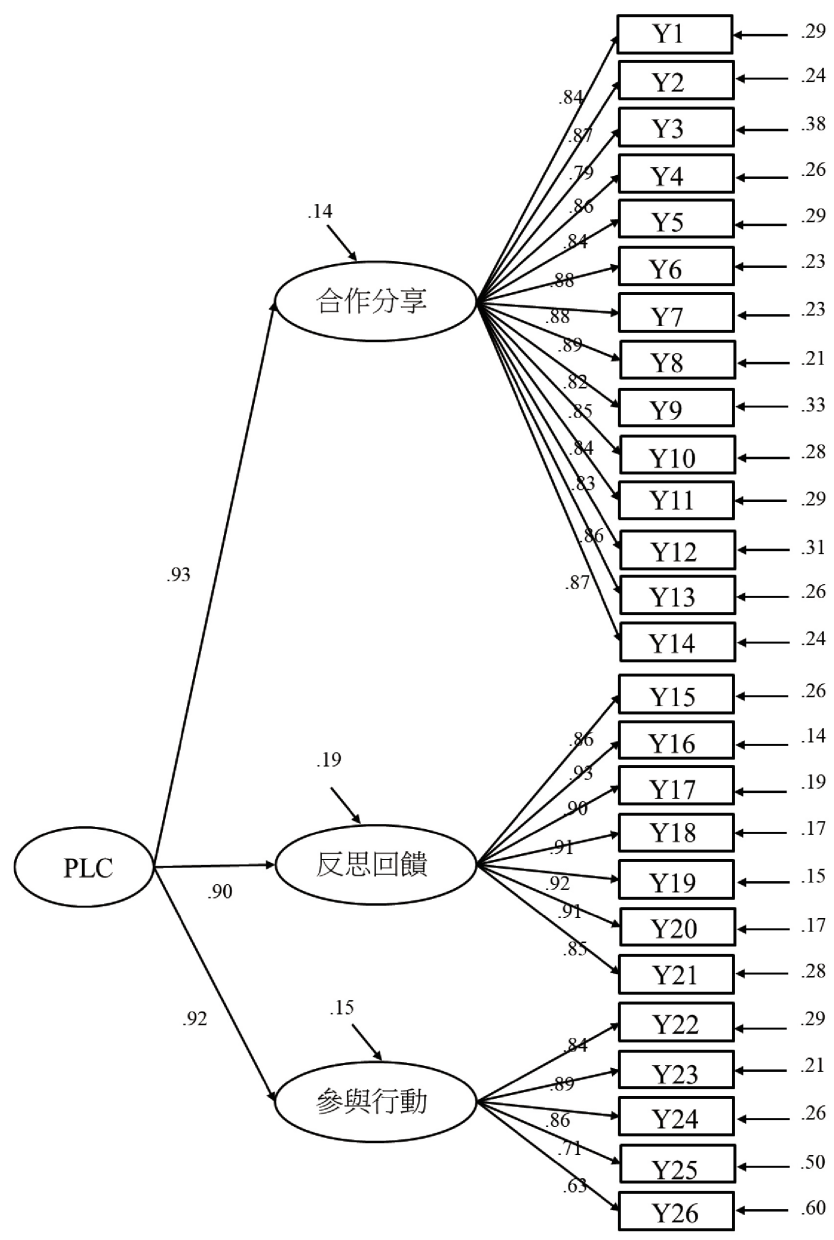 Y1
.29
Y2
.24
.84
Y3
.38
.87
Y4
.26
.79
.86
Y5
.29
.84
.14
Y6
.23
.88
合作分享
Y7
.23
.88
Y8
.21
.89
.82
Y9
.33
.85
Y10
.28
.84
.83
Y11
.29
.86
Y12
.31
.93
.87
Y13
.26
Y14
.24
Y15
.26
.86
Y16
.14
.19
.93
Y17
.19
.90
Y18
.17
.91
PLC
反思回饋
.90
.92
Y19
.15
.91
Y20
.17
.85
Y21
.28
.15
.92
Y22
.29
.84
Y23
.21
.89
參與行動
Y24
.26
.86
.71
Y25
.50
.63
Y26
.60